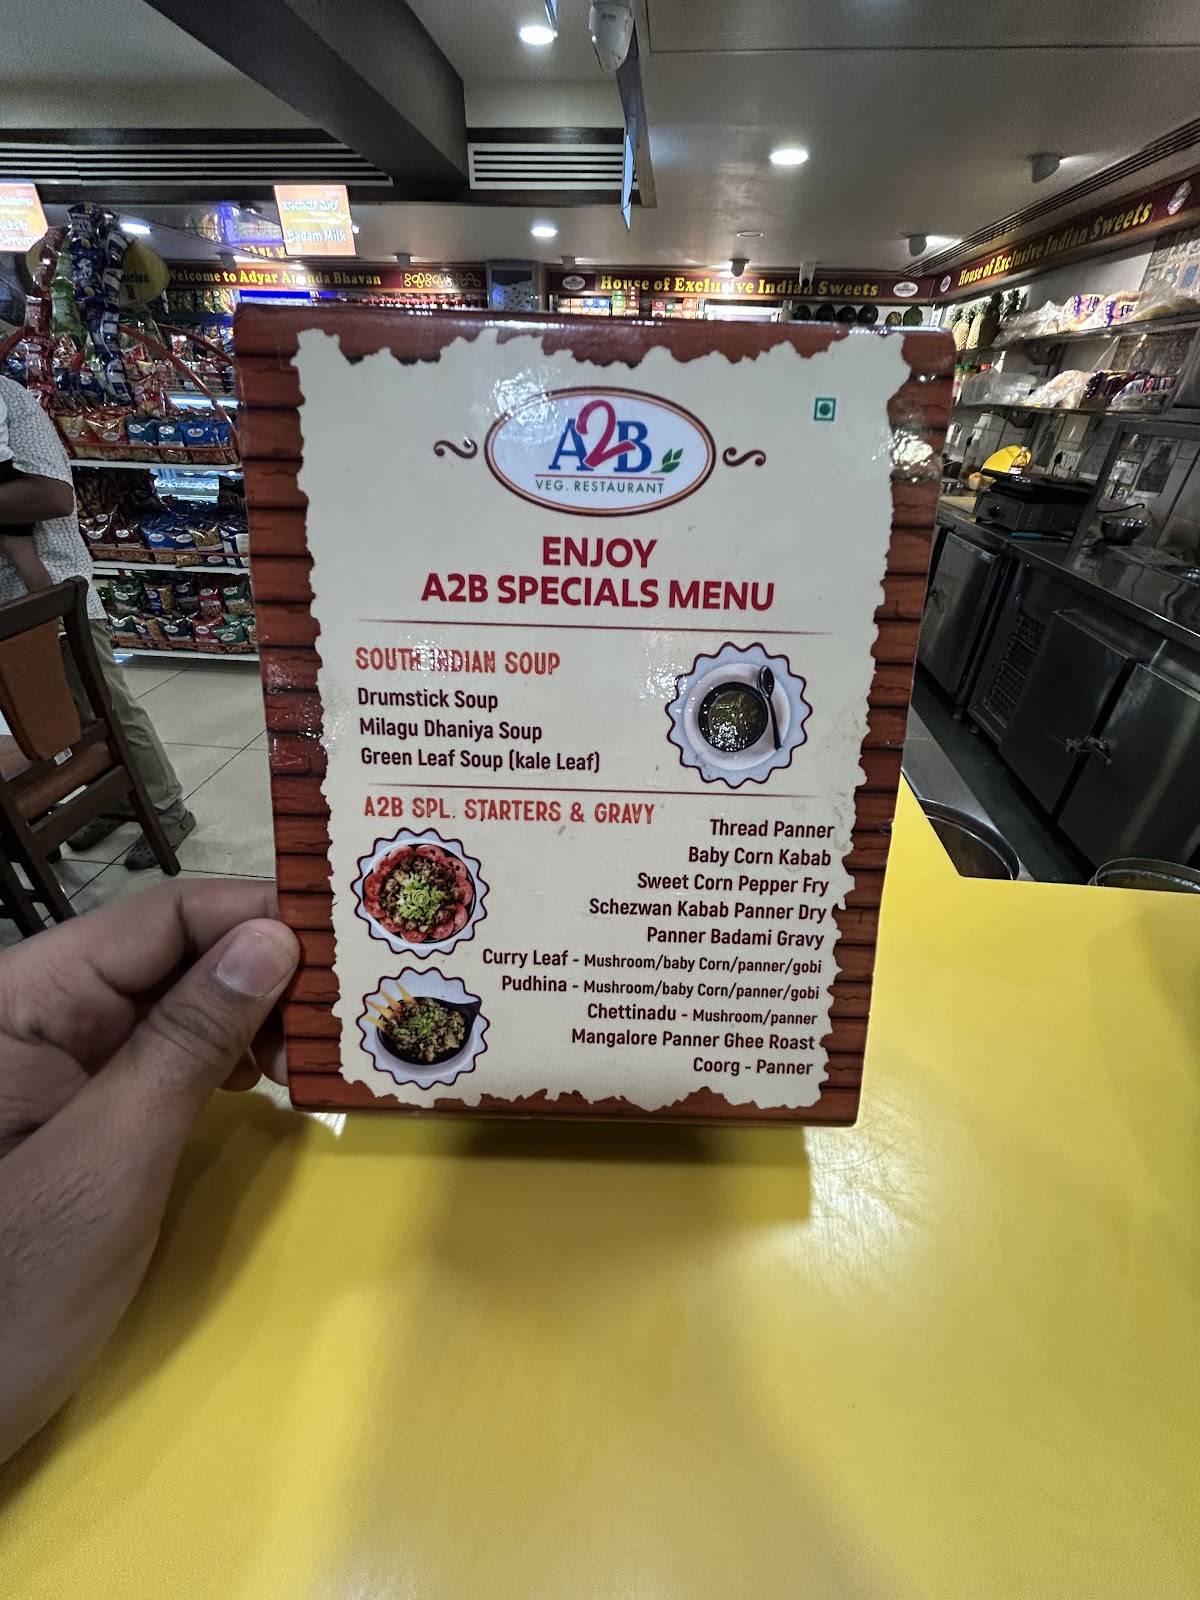 Badam Milk
Welcome to Adyar Ananda Bhavan
House of Exclusive Indian Sweets
House of Exclusive Indian Sweets
A2B
VEG. RESTAURANT
ENJOY
A2B SPECIALS MENU
SOUTH INDIAN SOUP
Drumstick Soup
Milagu Dhaniya Soup
Green Leaf Soup (kale Leaf)
A2B SPL. STARTERS & GRAVY
Thread Panner
Baby Corn Kabab
Sweet Corn Pepper Fry
Schezwan Kabab Panner Dry
Panner Badami Gravy
Curry Leaf - Mushroom/baby Corn/panner/gobi
Pudhina - Mushroom/baby Corn/panner/gobi
Chettinadu - Mushroom/panner
Mangalore Panner Ghee Roast
Coorg - Panner